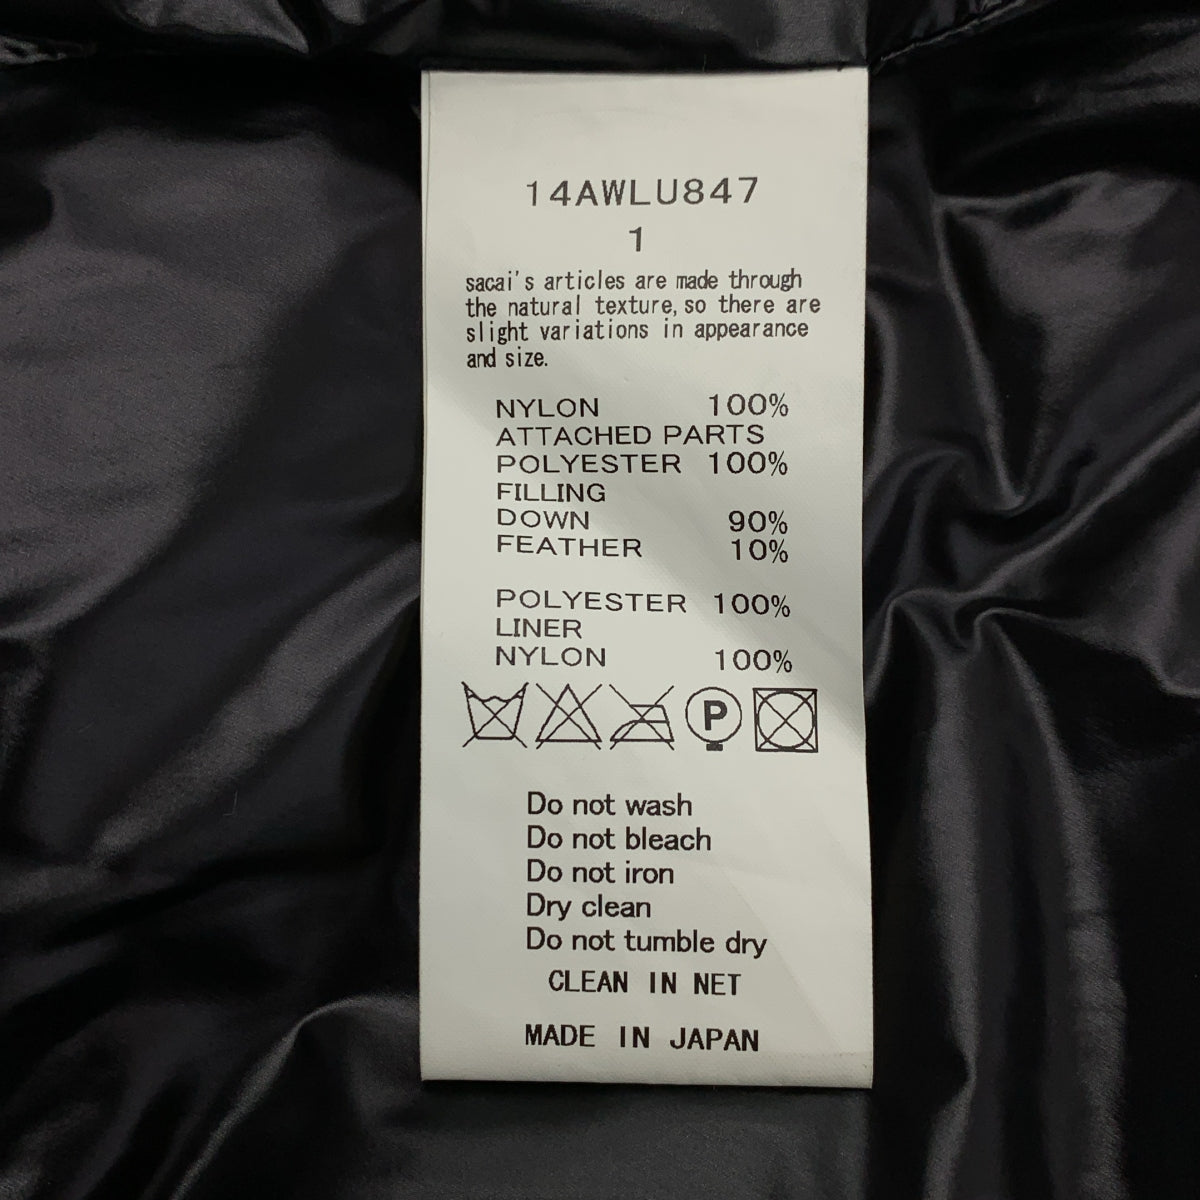 14AWLU847
1
sacai's articles are made through
the natural texture, so there are
slight variations in appearance
and size.
NYLON 100%
ATTACHED PARTS
POLYESTER 100%
FILLING
DOWN 90%
FEATHER 10%
POLYESTER 100%
LINER
NYLON 100%
P
Do not wash
Do not bleach
Do not iron
Dry clean
Do not tumble dry
CLEAN IN NET
MADE IN JAPAN